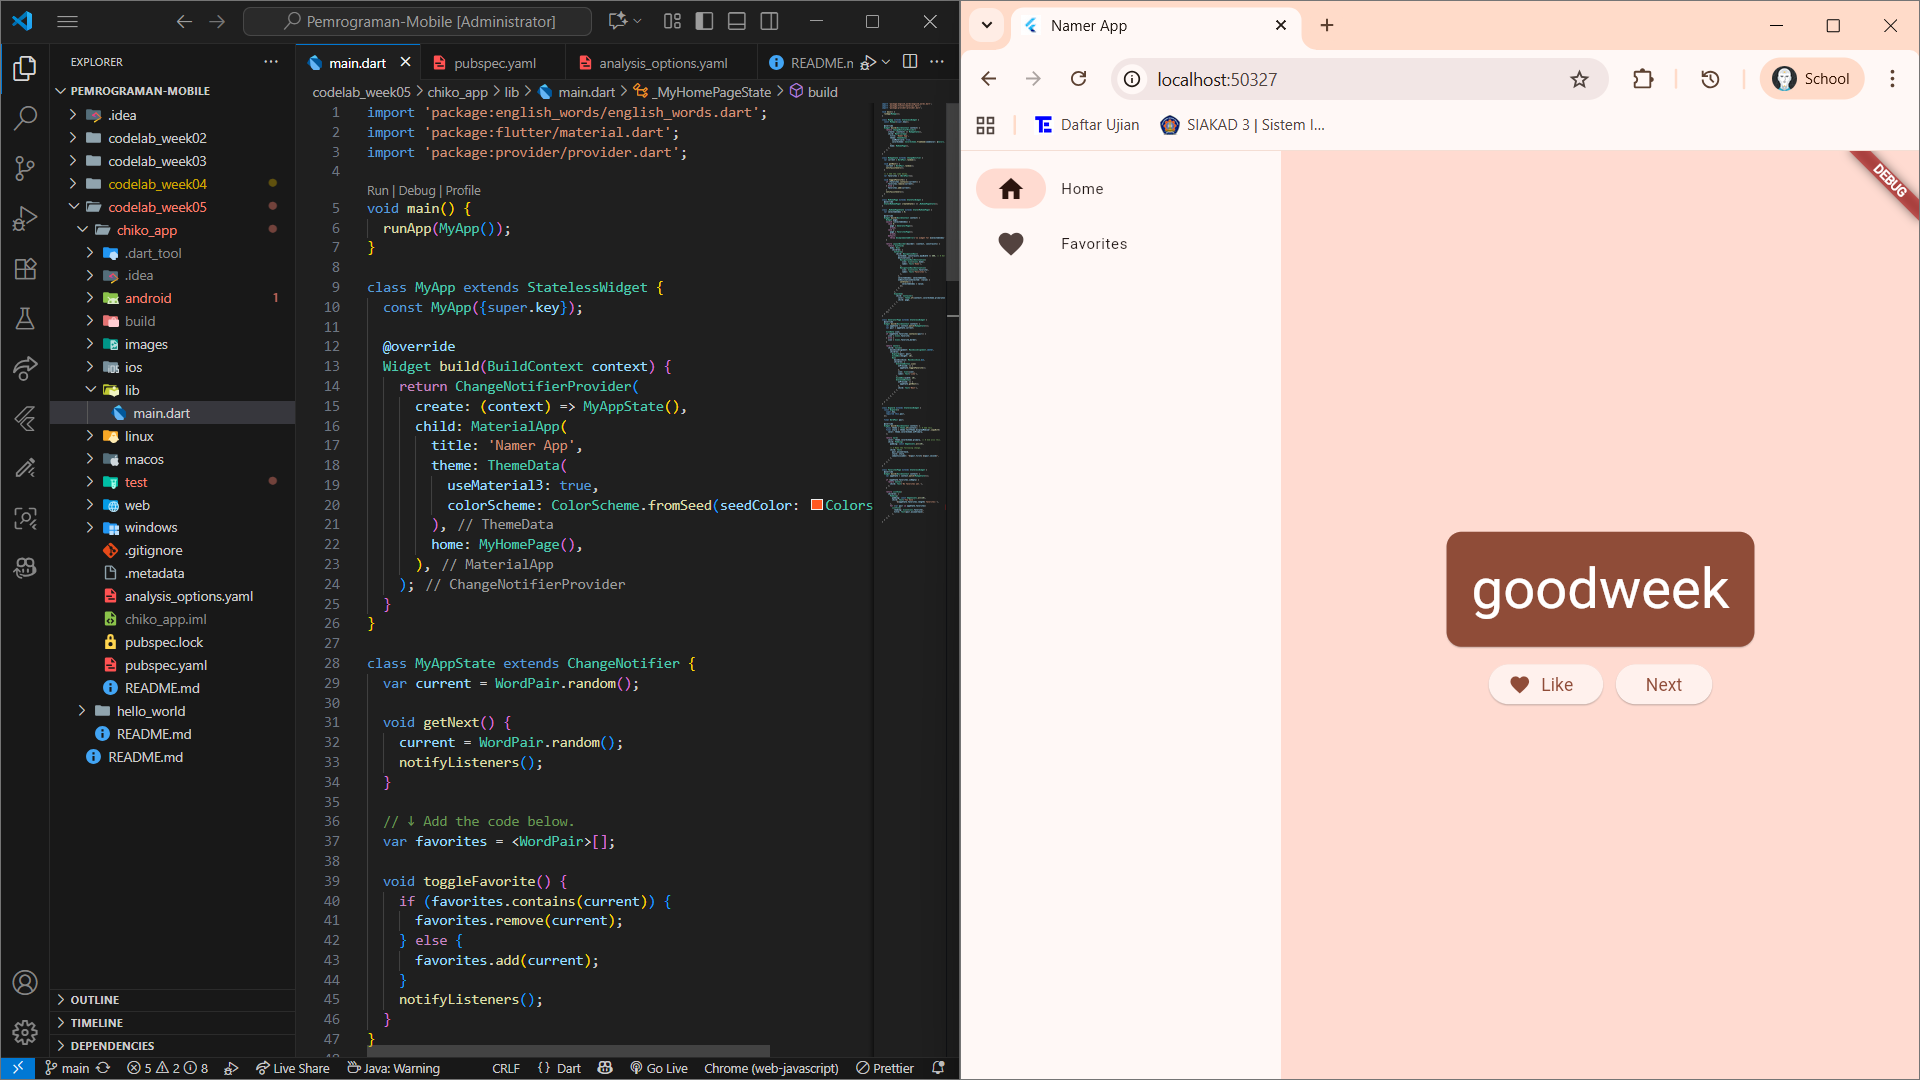 Pemrograman-Mobile [Administrator]
EXPLORER
PEMROGRAMAN-MOBILE
.idea
codelab_week02
codelab_week03
codelab_week04
codelab_week05
chiko_app
.dart_tool
.idea
android 1
build
images
ios
lib
main.dart
linux
macos
test
web
windows
.gitignore
.metadata
analysis_options.yaml
chiko_app.iml
pubspec.lock
pubspec.yaml
README.md
hello_world
README.md
README.md
OUTLINE
TIMELINE
DEPENDENCIES
main.dart pubspec.yaml analysis_options.yaml README.m
codelab_week05 > chiko_app > lib > main.dart > _MyHomePageState > build
1 import 'package:english_words/english_words.dart';
2 import 'package:flutter/material.dart';
3 import 'package:provider/provider.dart';
4
Run | Debug | Profile
5 void main() {
6 runApp(MyApp());
7 }
8
9 class MyApp extends StatelessWidget {
10 const MyApp({super.key});
11
12 @override
13 Widget build(BuildContext context) {
14 return ChangeNotifierProvider(
15 create: (context) => MyAppState(),
16 child: MaterialApp(
17 title: 'Namer App',
18 theme: ThemeData(
19 useMaterial3: true,
20 colorScheme: ColorScheme.fromSeed(seedColor: Colors
21 ), // ThemeData
22 home: MyHomePage(),
23 ), // MaterialApp
24 ); // ChangeNotifierProvider
25 }
26 }
27
28 class MyAppState extends ChangeNotifier {
29 var current = WordPair.random();
30
31 void getNext() {
32 current = WordPair.random();
33 notifyListeners();
34 }
35
36 // ↓ Add the code below.
37 var favorites = <WordPair>[];
38
39 void toggleFavorite() {
40 if (favorites.contains(current)) {
41 favorites.remove(current);
42 } else {
43 favorites.add(current);
44 }
45 notifyListeners();
46 }
47 }
main 5 2 8 Live Share Java: Warning CRLF {} Dart Go Live Chrome (web-javascript) Prettier
Namer App
localhost:50327 School
Daftar Ujian SIAKAD 3 | Sistem I...
DEBUG
Home
Favorites
goodweek
Like Next